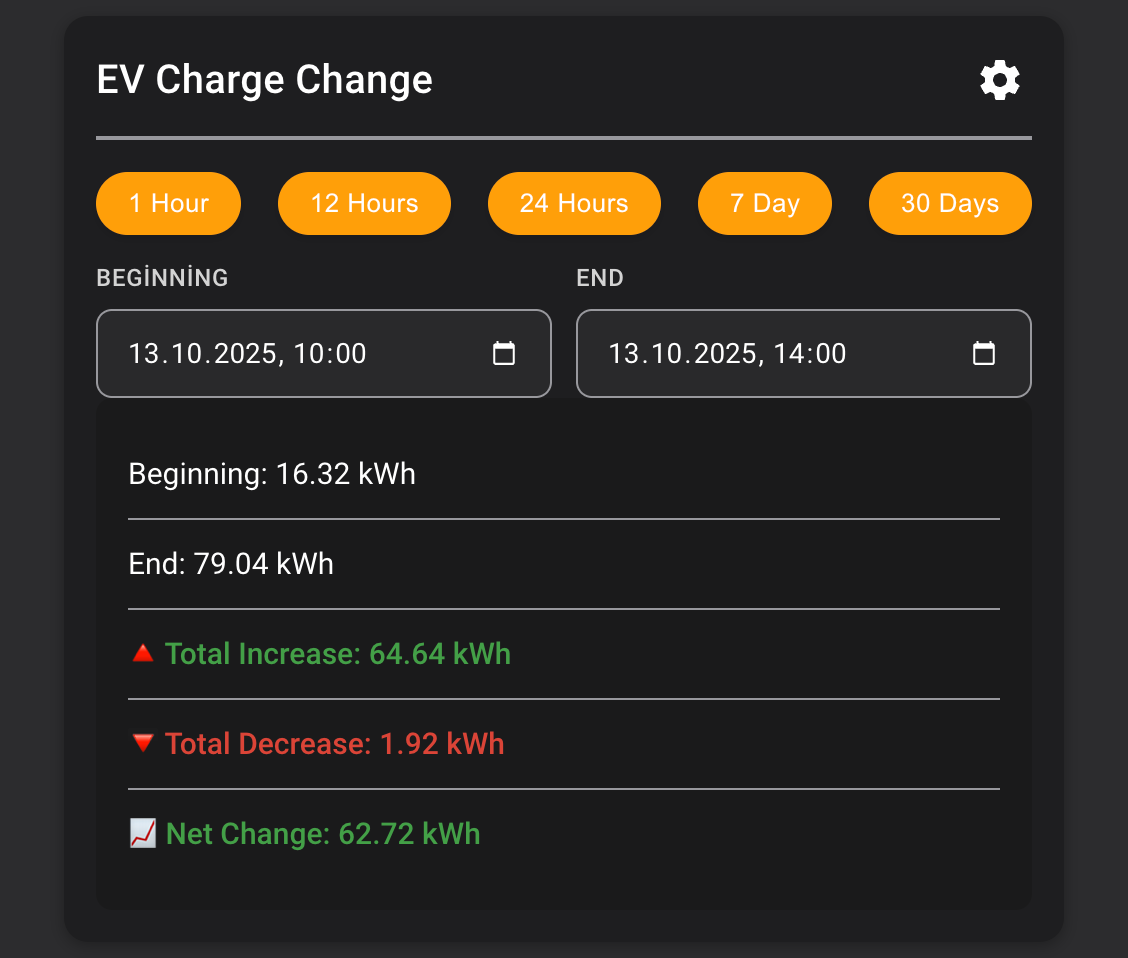 EV Charge Change
1 Hour 12 Hours 24 Hours 7 Day 30 Days
BEGİNNİNG END
13.10.2025, 10:00 13.10.2025, 14:00
Beginning: 16.32 kWh
End: 79.04 kWh
🔺 Total Increase: 64.64 kWh
🔻 Total Decrease: 1.92 kWh
📈 Net Change: 62.72 kWh